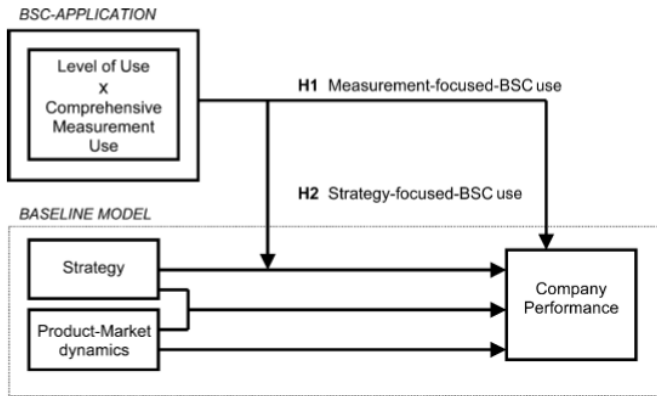 BSC-APPLICATION
Level of Use
x
Comprehensive
Measurement
Use
H1 Measurement-focused-BSC use
H2 Strategy-focused-BSC use
BASELINE MODEL
Strategy
Product-Market
dynamics
Company
Performance